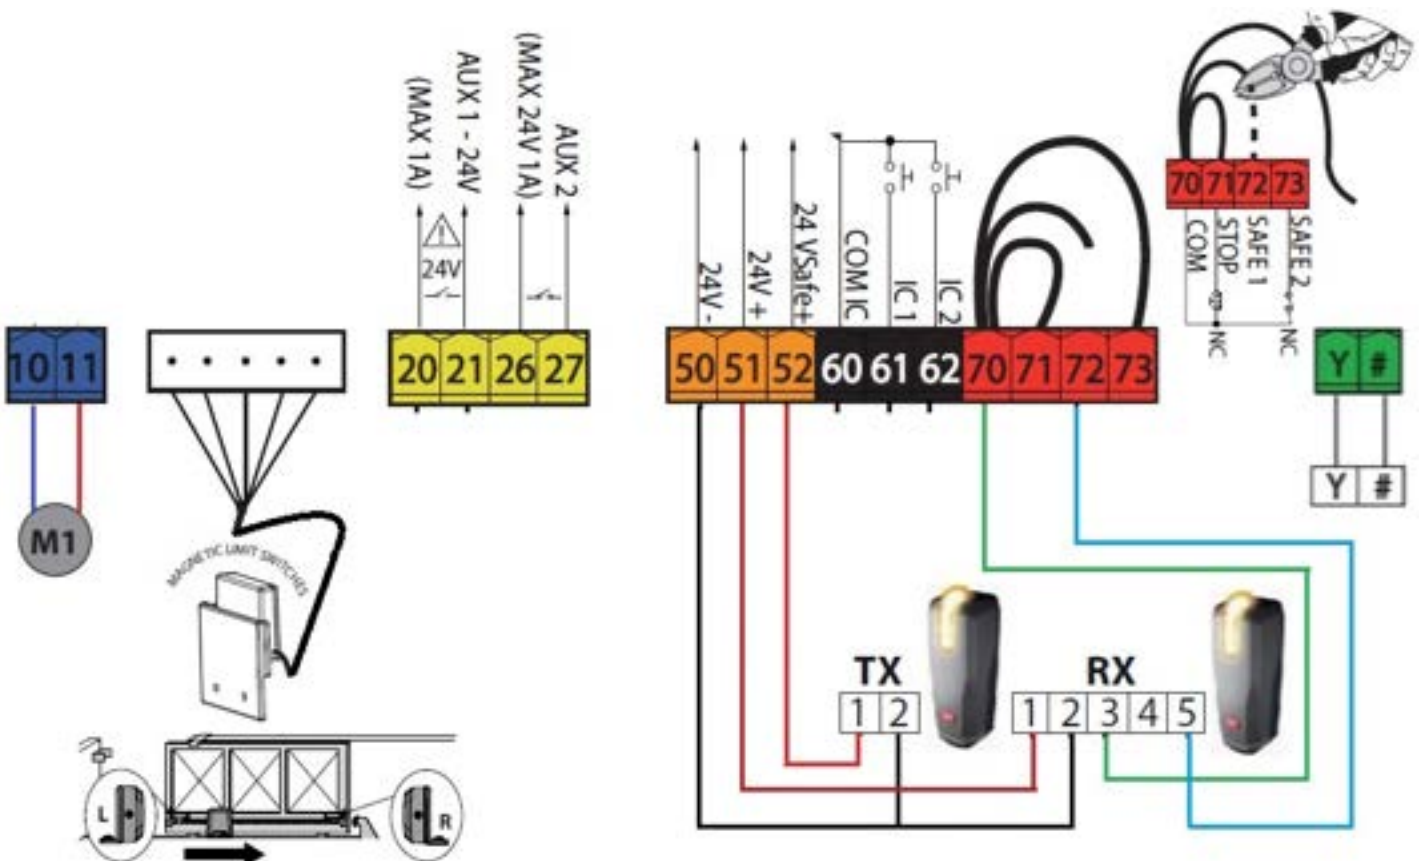 (MAX 1A)
AUX 1 - 24V
(MAX 24V 1A)
AUX 2
24V
24V -
24V +
24 VSafe+
COM IC
IC 1
IC 2
70 71 72 73
COM
STOP
SAFE 1
SAFE 2
NC
NC
10 11
20 21 26 27
50 51 52 60 61 62 70 71 72 73
Y #
Y #
M1
MAGNETIC LIMIT SWITCHES
TX
1 2
RX
1 2 3 4 5
L
R